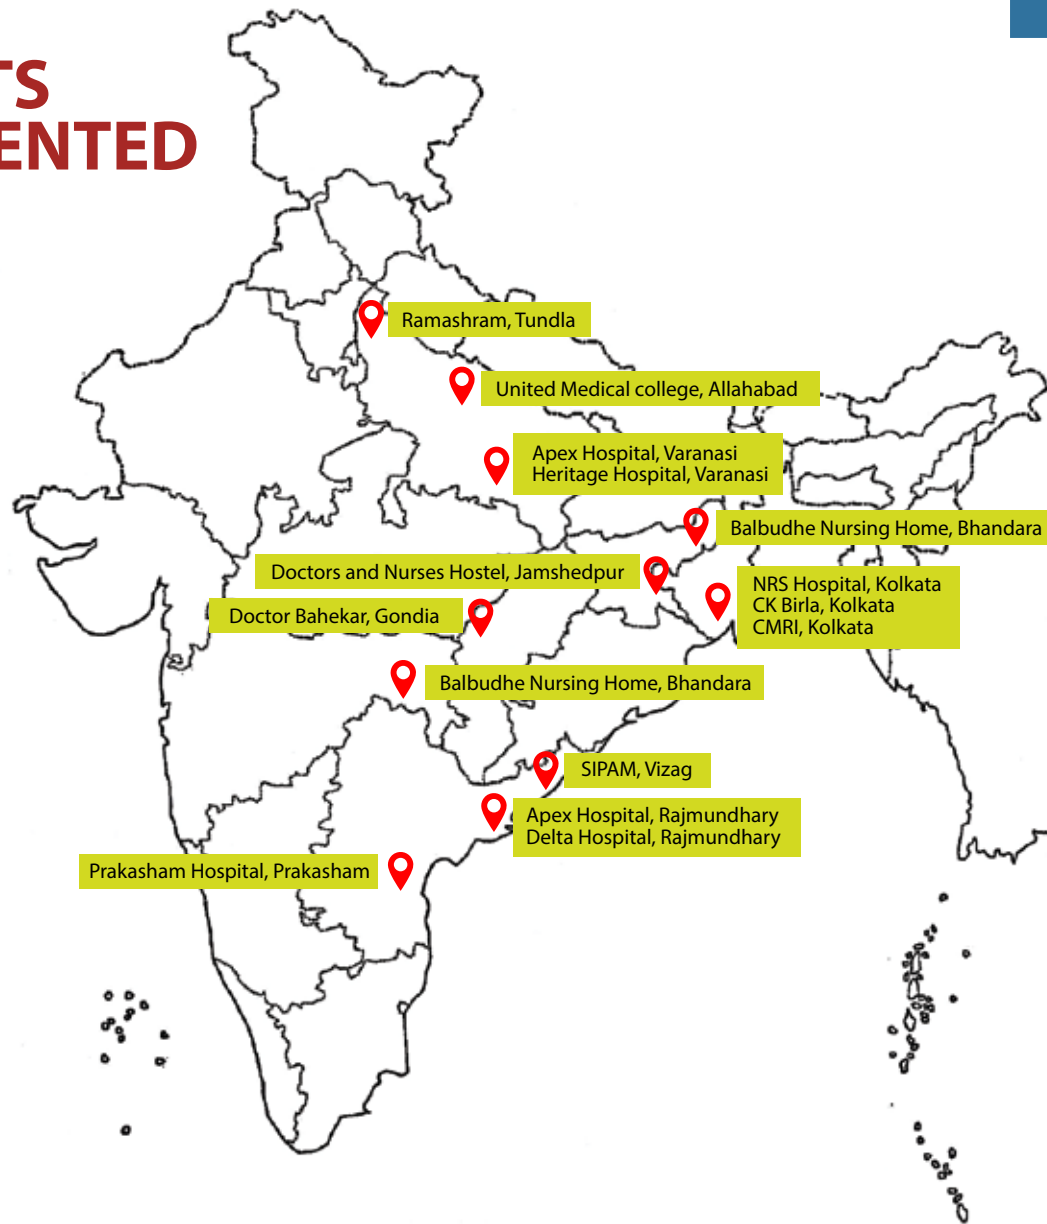 TS
ENTED
Ramashram, Tundla
United Medical college, Allahabad
Apex Hospital, Varanasi
Heritage Hospital, Varanasi
Balbudhe Nursing Home, Bhandara
Doctors and Nurses Hostel, Jamshedpur
NRS Hospital, Kolkata
CK Birla, Kolkata
CMRI, Kolkata
Doctor Bahekar, Gondia
Balbudhe Nursing Home, Bhandara
SIPAM, Vizag
Apex Hospital, Rajmundhary
Delta Hospital, Rajmundhary
Prakasham Hospital, Prakasham